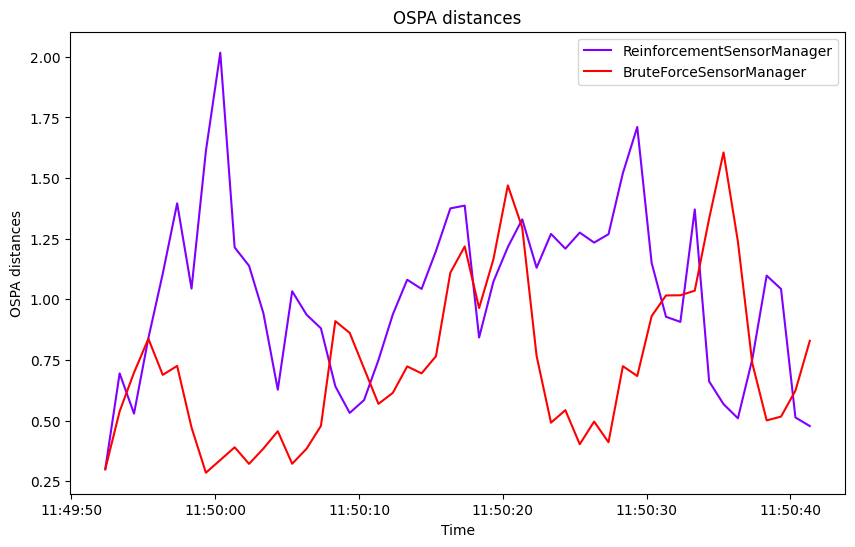 OSPA distances
ReinforcementSensorManager
BruteForceSensorManager
OSPA distances
2.00
1.75
1.50
1.25
1.00
0.75
0.50
0.25
11:49:50
11:50:00
11:50:10
11:50:20
11:50:30
11:50:40
Time